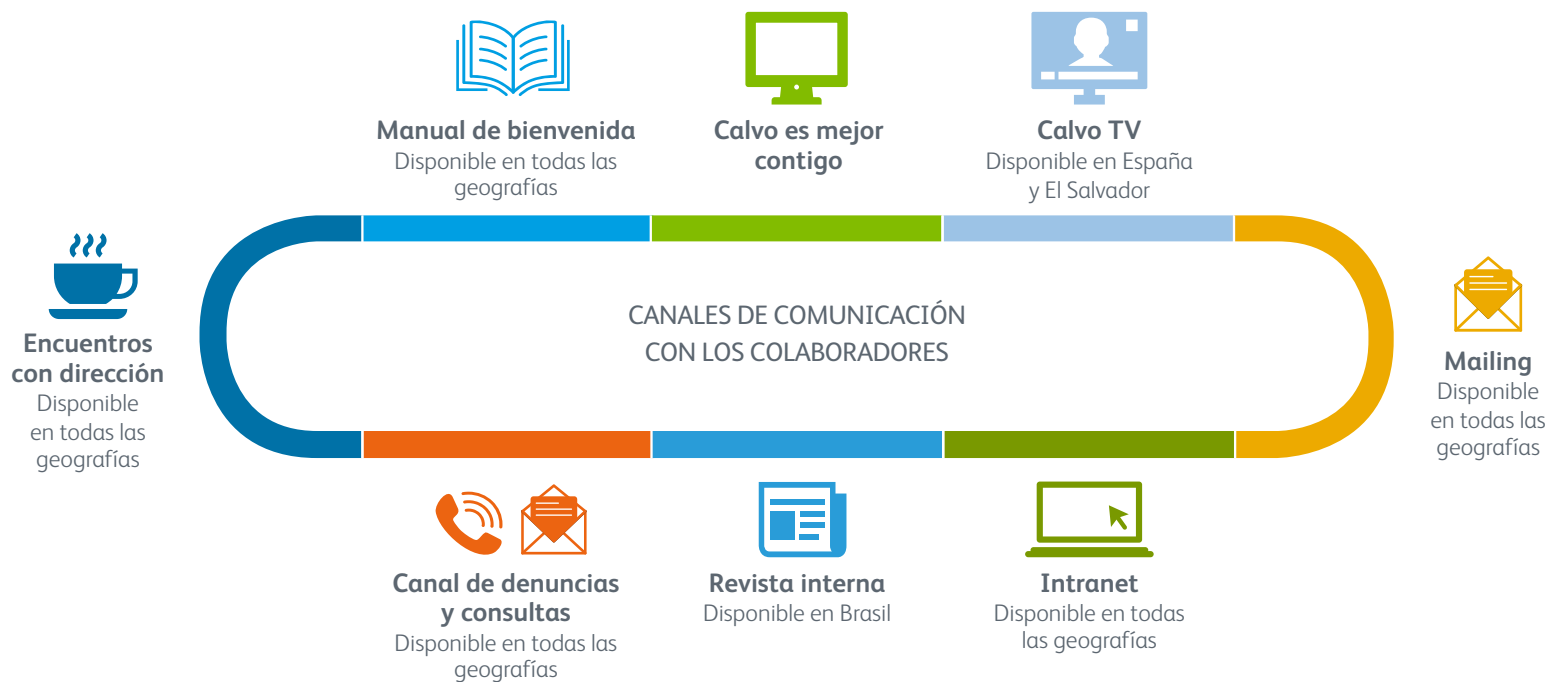 Manual de bienvenida
Disponible en todas las
geografías
Calvo es mejor
contigo
Calvo TV
Disponible en España
y El Salvador
Encuentros
con dirección
Disponible
en todas las
geografías
CANALES DE COMUNICACIÓN
CON LOS COLABORADORES
Mailing
Disponible
en todas las
geografías
Canal de denuncias
y consultas
Disponible en todas las
geografías
Revista interna
Disponible en Brasil
Intranet
Disponible en todas
las geografías